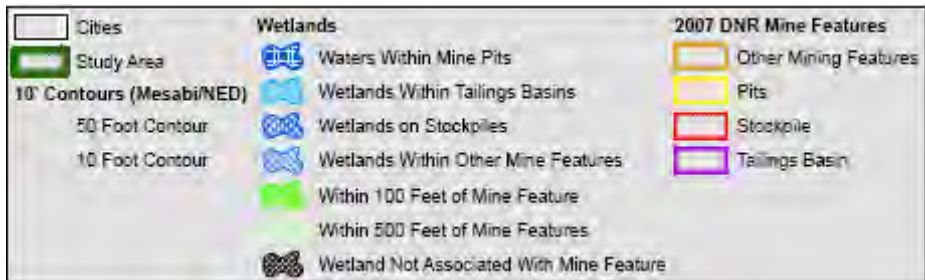 Cities
Study Area
10' Contours (Mesabi/NED)
50 Foot Contour
10 Foot Contour
Wetlands
Waters Within Mine Pits
Wetlands Within Tailings Basins
Wetlands on Stockpiles
Wetlands Within Other Mine Features
Within 100 Feet of Mine Feature
Within 500 Feet of Mine Features
Wetland Not Associated With Mine Feature
2007 DNR Mine Features
Other Mining Features
Pits
Stockpile
Tailings Basin